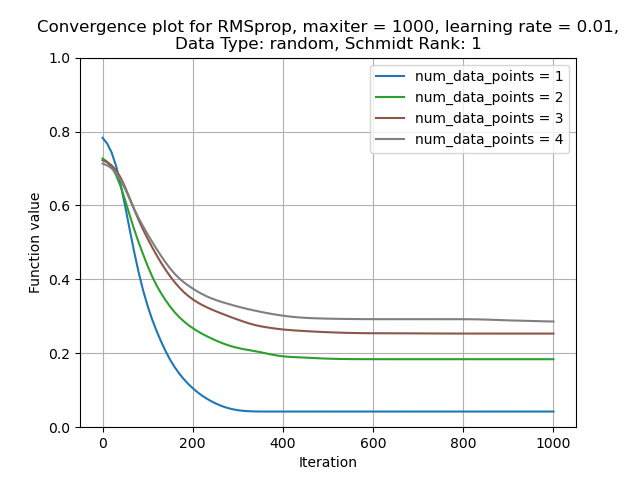 Convergence plot for RMSprop, maxiter = 1000, learning rate = 0.01,
Data Type: random, Schmidt Rank: 1
num_data_points = 1
num_data_points = 2
num_data_points = 3
num_data_points = 4
Function value
1.0
0.8
0.6
0.4
0.2
0.0
0 200 400 600 800 1000
Iteration